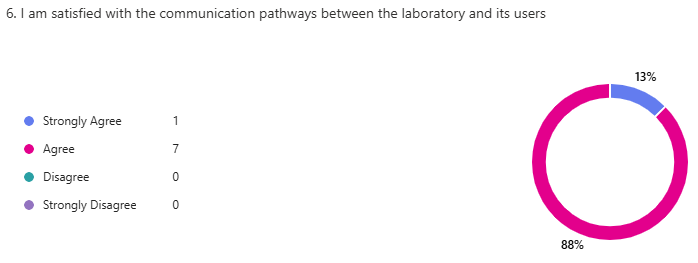 6. I am satisfied with the communication pathways between the laboratory and its users
13%
Strongly Agree 1
Agree 7
Disagree 0
Strongly Disagree 0
88%